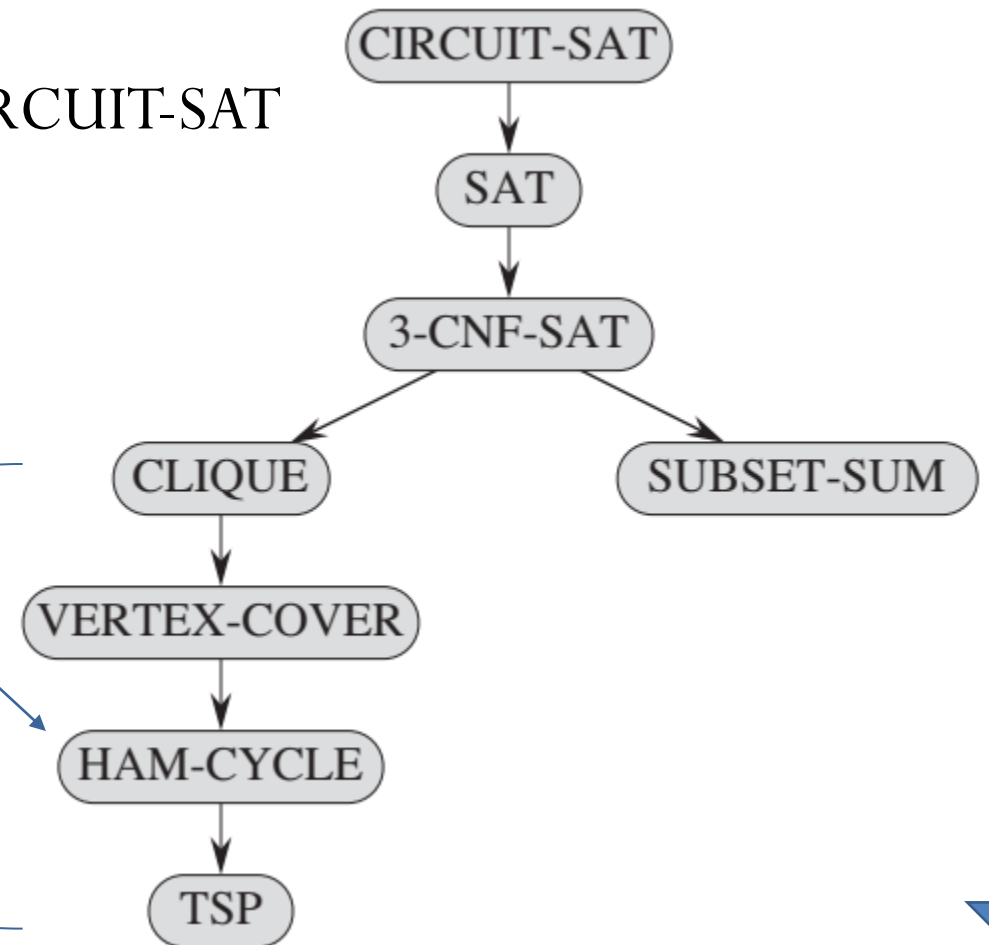 CIRCUIT-SAT
RCUIT-SAT
SAT
3-CNF-SAT
CLIQUE
SUBSET-SUM
VERTEX-COVER
HAM-CYCLE
TSP